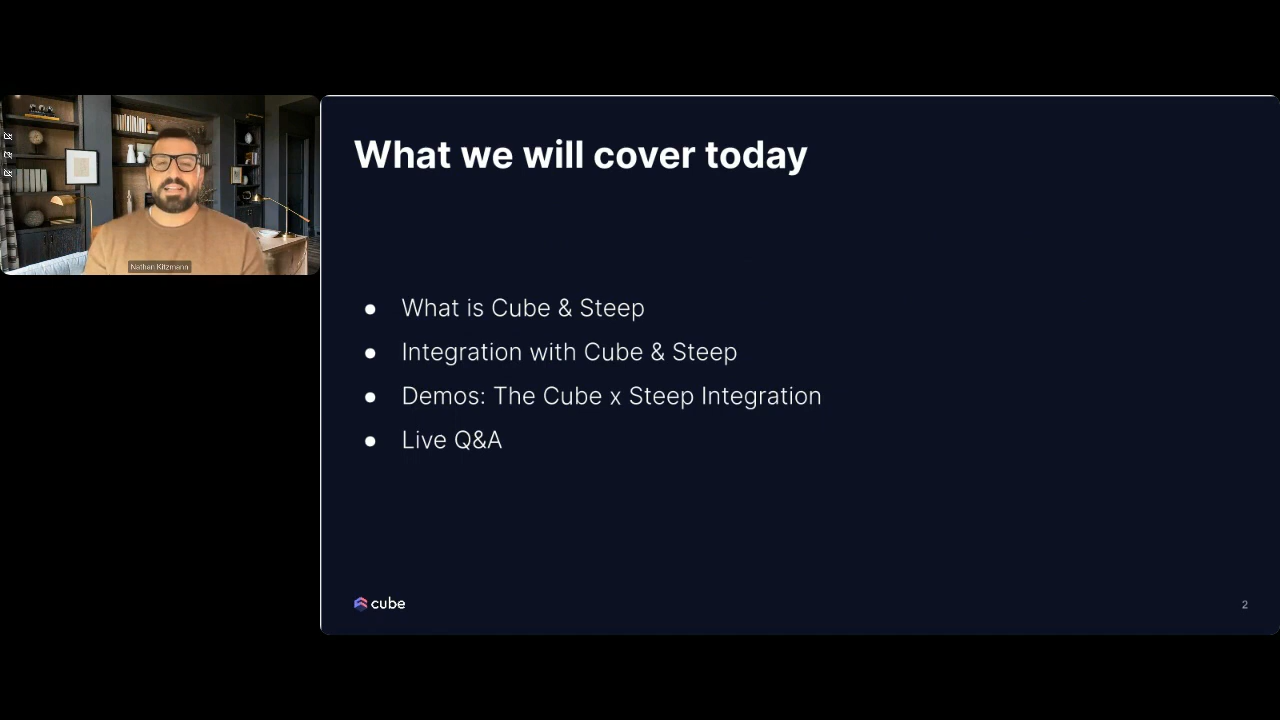 Nathan Kitzmann
What we will cover today
● What is Cube & Steep
● Integration with Cube & Steep
● Demos: The Cube x Steep Integration
● Live Q&A
cube
2